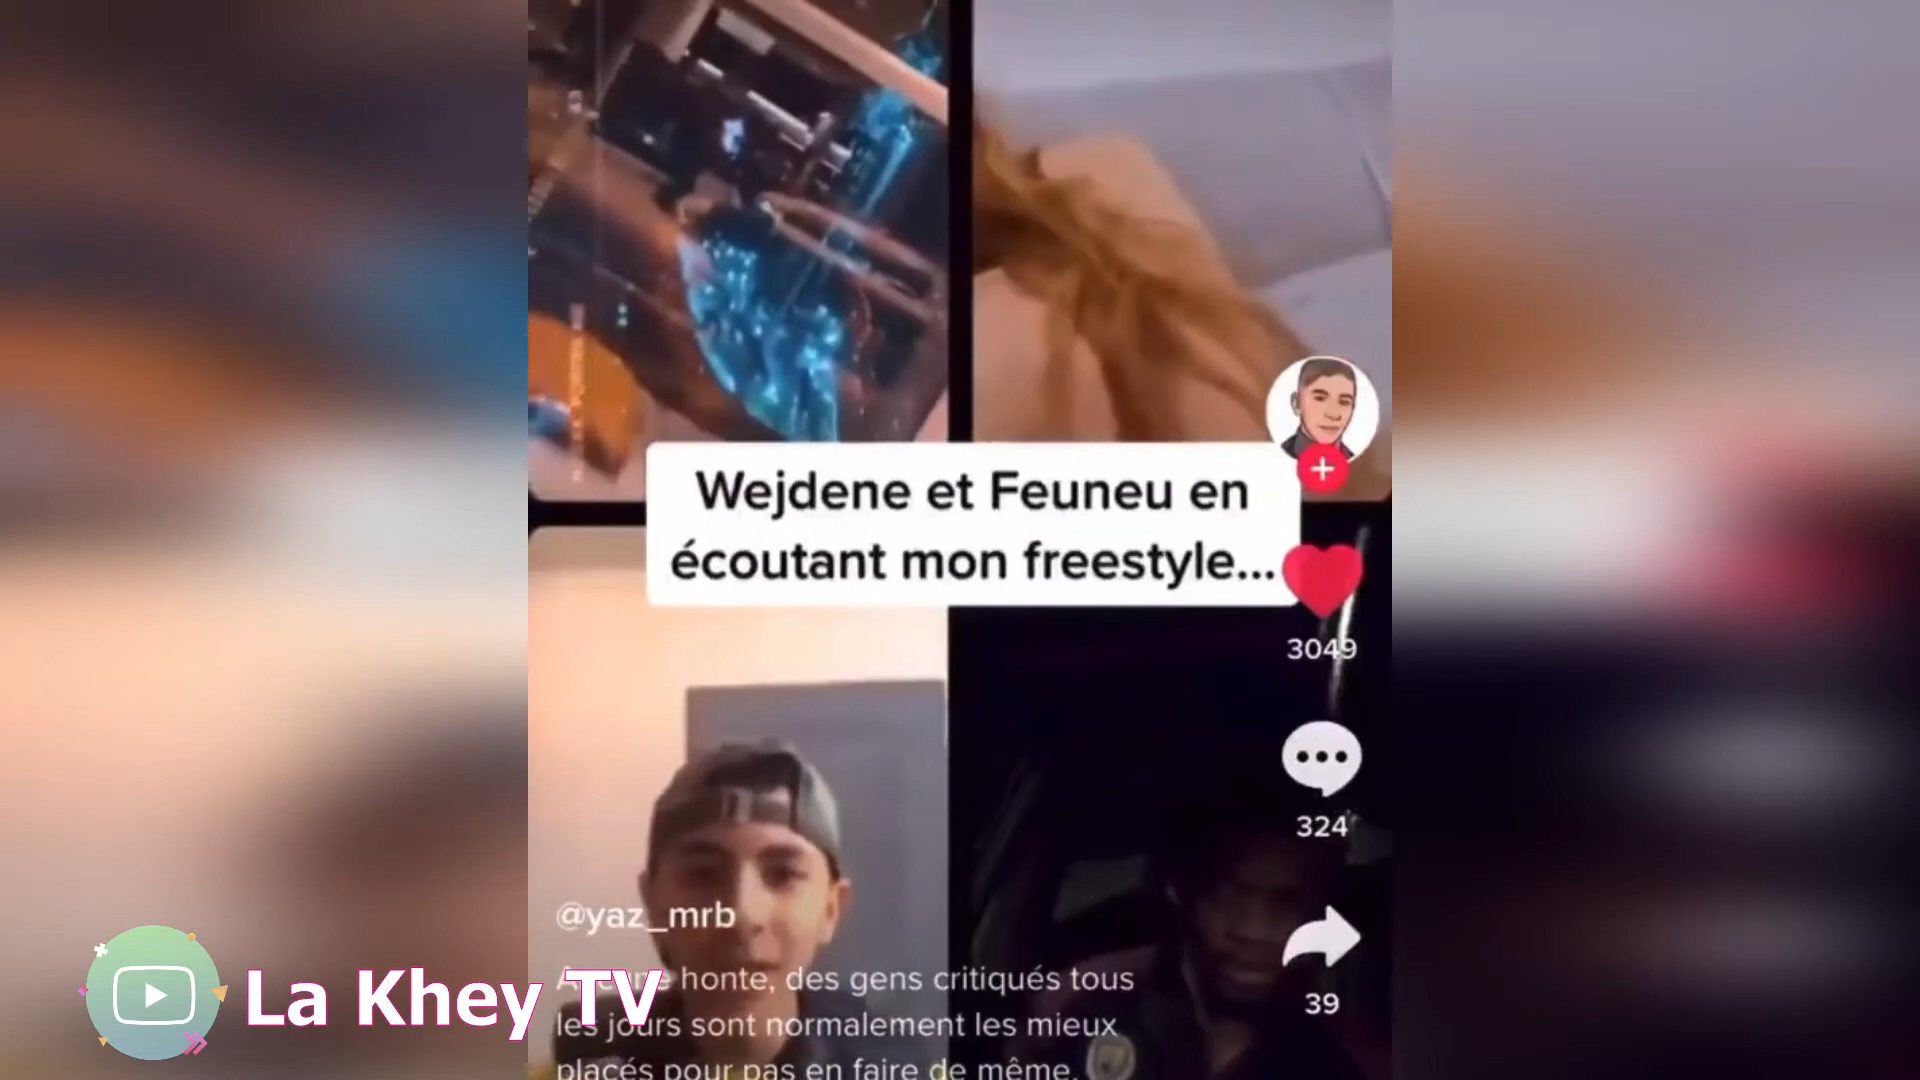 Wejdene et Feuneu en
écoutant mon freestyle...
3049
324
@yaz_mrb
honte, des gens critiqués tous
les jours sont normalement les mieux
placés pour pas en faire de même.
39
La Khey TV